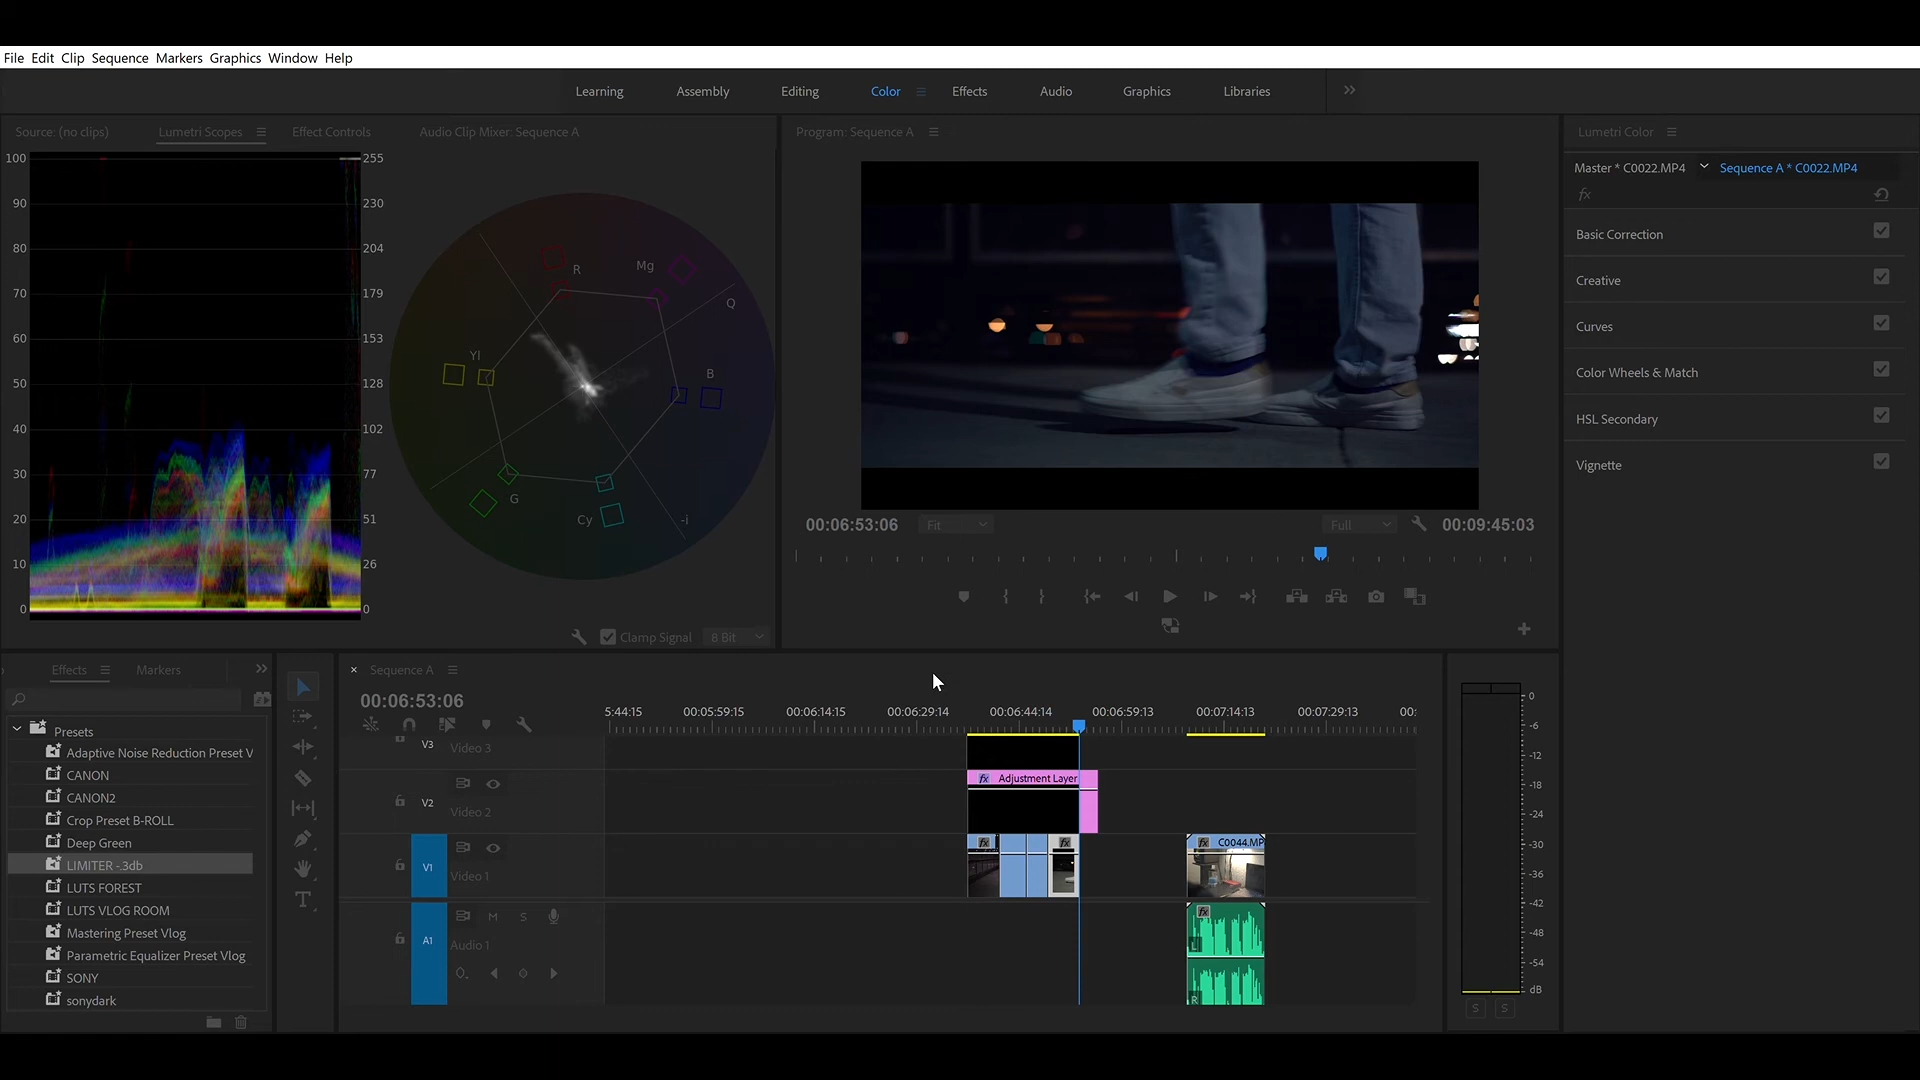 File Edit Clip Sequence Markers Graphics Window Help
Learning Assembly Editing Color Effects Audio Graphics Libraries
Source: (no clips) Lumetri Scopes Effect Controls Audio Clip Mixer: Sequence A
Program: Sequence A
Lumetri Color
Master * C0022.MP4 Sequence A * C0022.MP4
fx
Basic Correction
Creative
Curves
Color Wheels & Match
HSL Secondary
Vignette
100 255
90 230
80 204
70 179
60 153
50 128
40 102
30 77
20 51
10 26
0 0
R Mg Q
Yl B
G Cy -i
Clamp Signal 8 Bit
00:06:53:06 Fit Full 00:09:45:03
Effects Markers
Presets
Adaptive Noise Reduction Preset V
CANON
CANON2
Crop Preset B-ROLL
Deep Green
LIMITER -.3db
LUTS FOREST
LUTS VLOG ROOM
Mastering Preset Vlog
Parametric Equalizer Preset Vlog
SONY
sonydark
× Sequence A
00:06:53:06
5:44:15 00:05:59:15 00:06:14:15 00:06:29:14 00:06:44:14 00:06:59:13 00:07:14:13 00:07:29:13 00:
V3 Video 3
fx Adjustment Layer
V2 Video 2
fx fx fx C0044.MP
V1 Video 1
M S fx
A1 Audio 1
L
R
0
-6
-12
-18
-24
-30
-36
-42
-48
-54
dB
S S